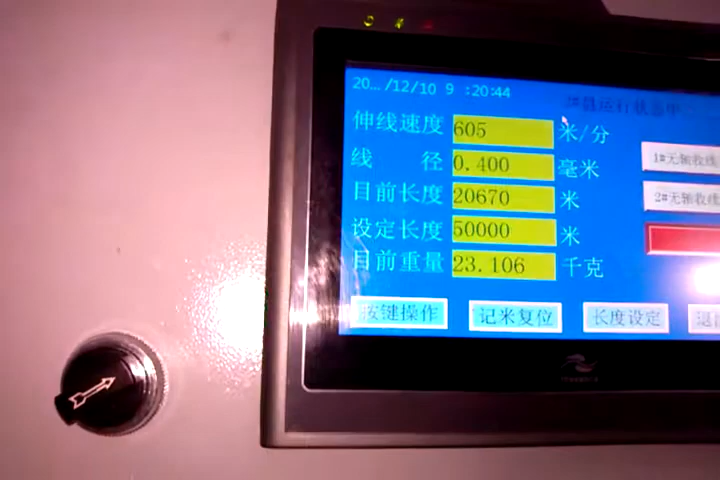 20.../12/10 9 :20:44
伸线速度 605 米/分
线 径 0.400 毫米
目前长度 20670 米
设定长度 50000 米
目前重量 23.106 千克
1#无轴收线
2#无轴收线
按键操作 记米复位 长度设定